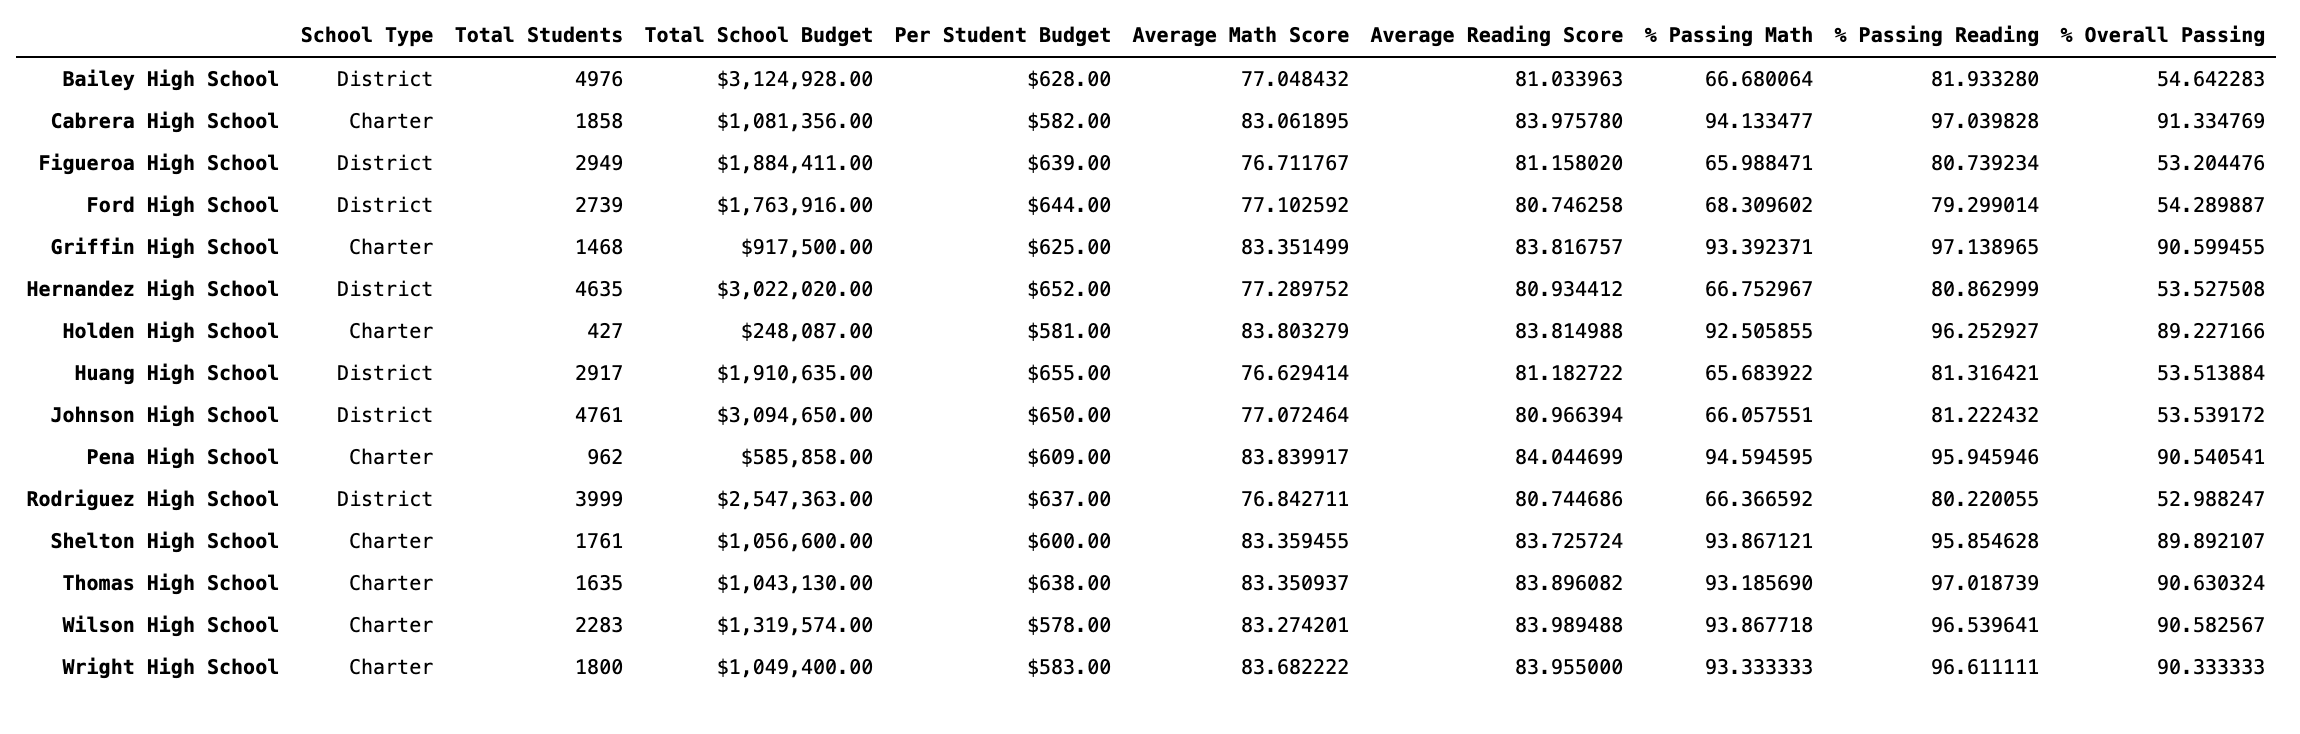 School Type Total Students Total School Budget Per Student Budget Average Math Score Average Reading Score % Passing Math % Passing Reading % Overall Passing
Bailey High School District 4976 $3,124,928.00 $628.00 77.048432 81.033963 66.680064 81.933280 54.642283
Cabrera High School Charter 1858 $1,081,356.00 $582.00 83.061895 83.975780 94.133477 97.039828 91.334769
Figueroa High School District 2949 $1,884,411.00 $639.00 76.711767 81.158020 65.988471 80.739234 53.204476
Ford High School District 2739 $1,763,916.00 $644.00 77.102592 80.746258 68.309602 79.299014 54.289887
Griffin High School Charter 1468 $917,500.00 $625.00 83.351499 83.816757 93.392371 97.138965 90.599455
Hernandez High School District 4635 $3,022,020.00 $652.00 77.289752 80.934412 66.752967 80.862999 53.527508
Holden High School Charter 427 $248,087.00 $581.00 83.803279 83.814988 92.505855 96.252927 89.227166
Huang High School District 2917 $1,910,635.00 $655.00 76.629414 81.182722 65.683922 81.316421 53.513884
Johnson High School District 4761 $3,094,650.00 $650.00 77.072464 80.966394 66.057551 81.222432 53.539172
Pena High School Charter 962 $585,858.00 $609.00 83.839917 84.044699 94.594595 95.945946 90.540541
Rodriguez High School District 3999 $2,547,363.00 $637.00 76.842711 80.744686 66.366592 80.220055 52.988247
Shelton High School Charter 1761 $1,056,600.00 $600.00 83.359455 83.725724 93.867121 95.854628 89.892107
Thomas High School Charter 1635 $1,043,130.00 $638.00 83.350937 83.896082 93.185690 97.018739 90.630324
Wilson High School Charter 2283 $1,319,574.00 $578.00 83.274201 83.989488 93.867718 96.539641 90.582567
Wright High School Charter 1800 $1,049,400.00 $583.00 83.682222 83.955000 93.333333 96.611111 90.333333